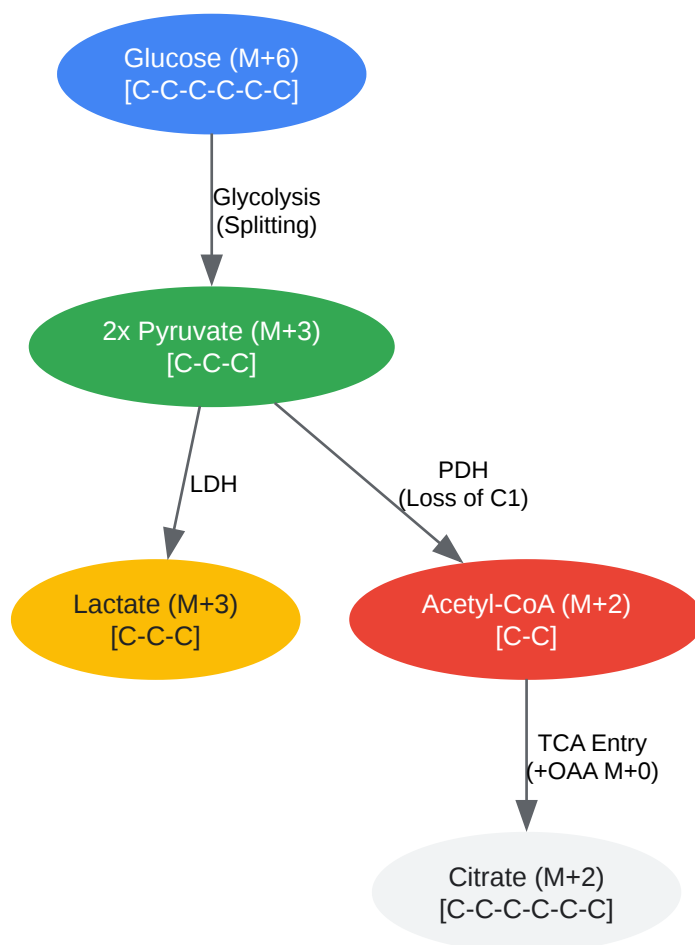 Glucose (M+6)
[C-C-C-C-C-C]
Glycolysis
(Splitting)
2x Pyruvate (M+3)
[C-C-C]
LDH
PDH
(Loss of C1)
Lactate (M+3)
[C-C-C]
Acetyl-CoA (M+2)
[C-C]
TCA Entry
(+OAA M+0)
Citrate (M+2)
[C-C-C-C-C-C]